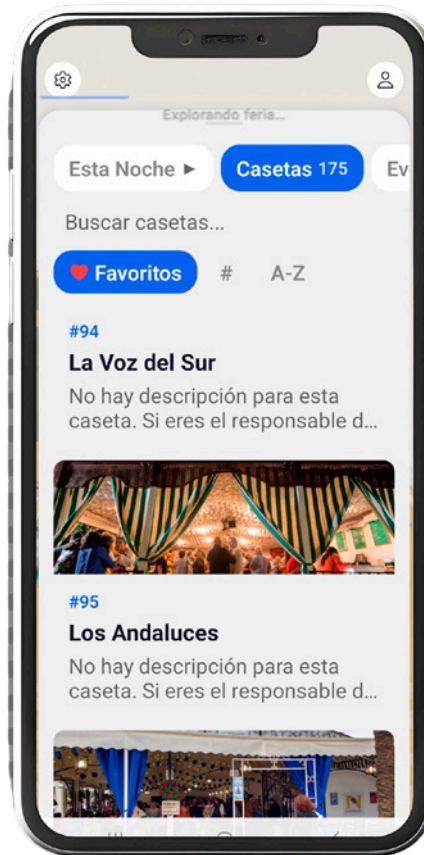 Explorando feria...
Esta Noche ▶ Casetas 175 Ev
Buscar casetas...
❤️ Favoritos # A-Z
#94
La Voz del Sur
No hay descripción para esta
caseta. Si eres el responsable d...
#95
Los Andaluces
No hay descripción para esta
caseta. Si eres el responsable d...